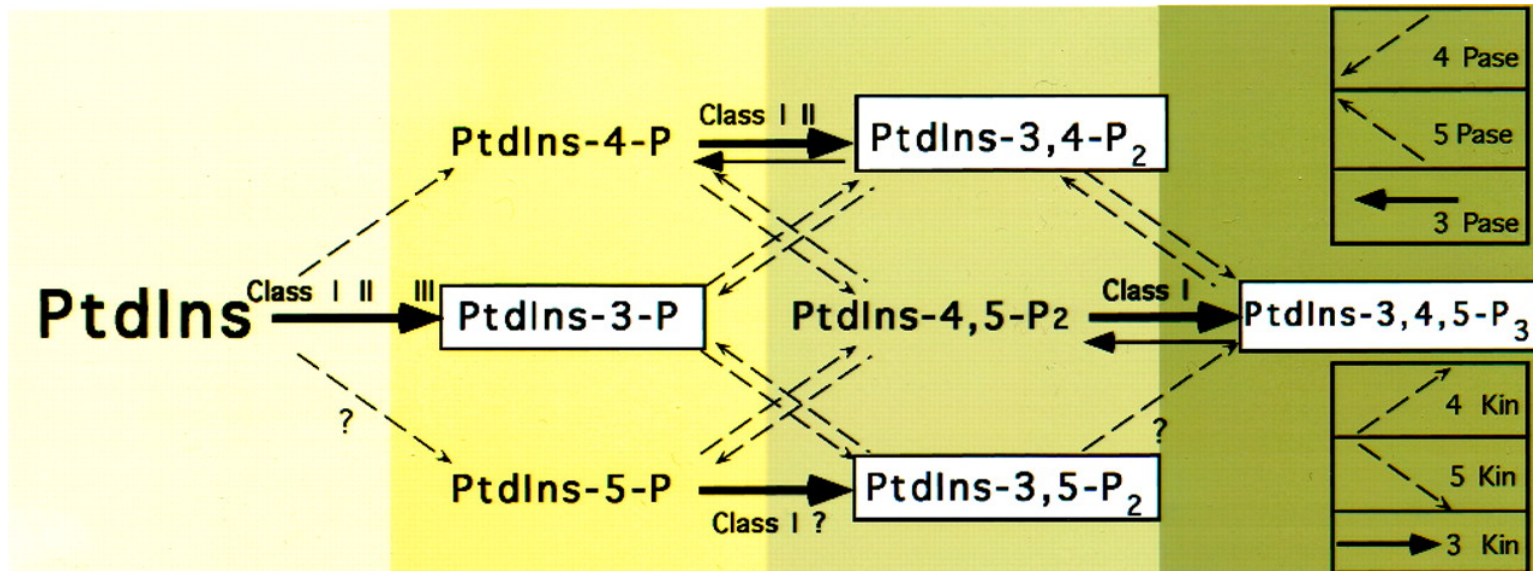 4 Pase
Class I II
PtdIns-4-P
PtdIns-3,4-P2
5 Pase
3 Pase
Class I II III
Class I
PtdIns
PtdIns-3-P
PtdIns-4,5-P2
PtdIns-3,4,5-P3
?
?
4 Kin
PtdIns-5-P
PtdIns-3,5-P2
5 Kin
Class I ?
3 Kin